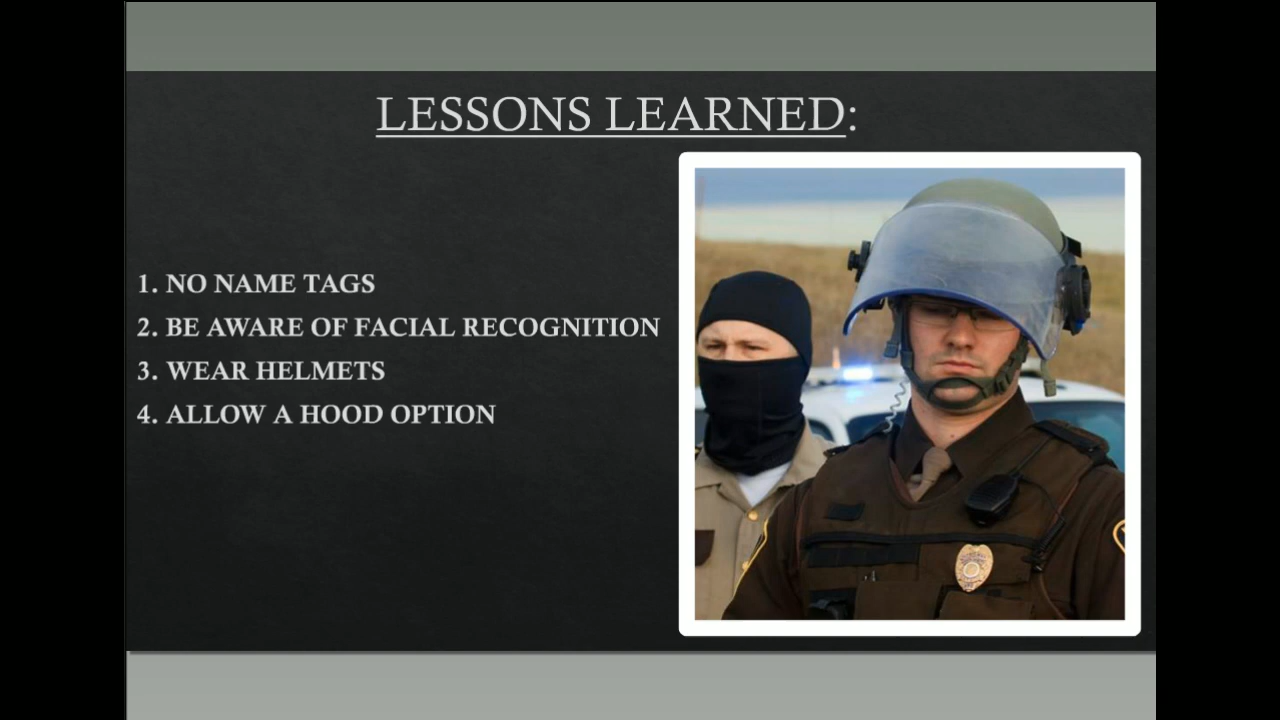 LESSONS LEARNED:
1. NO NAME TAGS
2. BE AWARE OF FACIAL RECOGNITION
3. WEAR HELMETS
4. ALLOW A HOOD OPTION